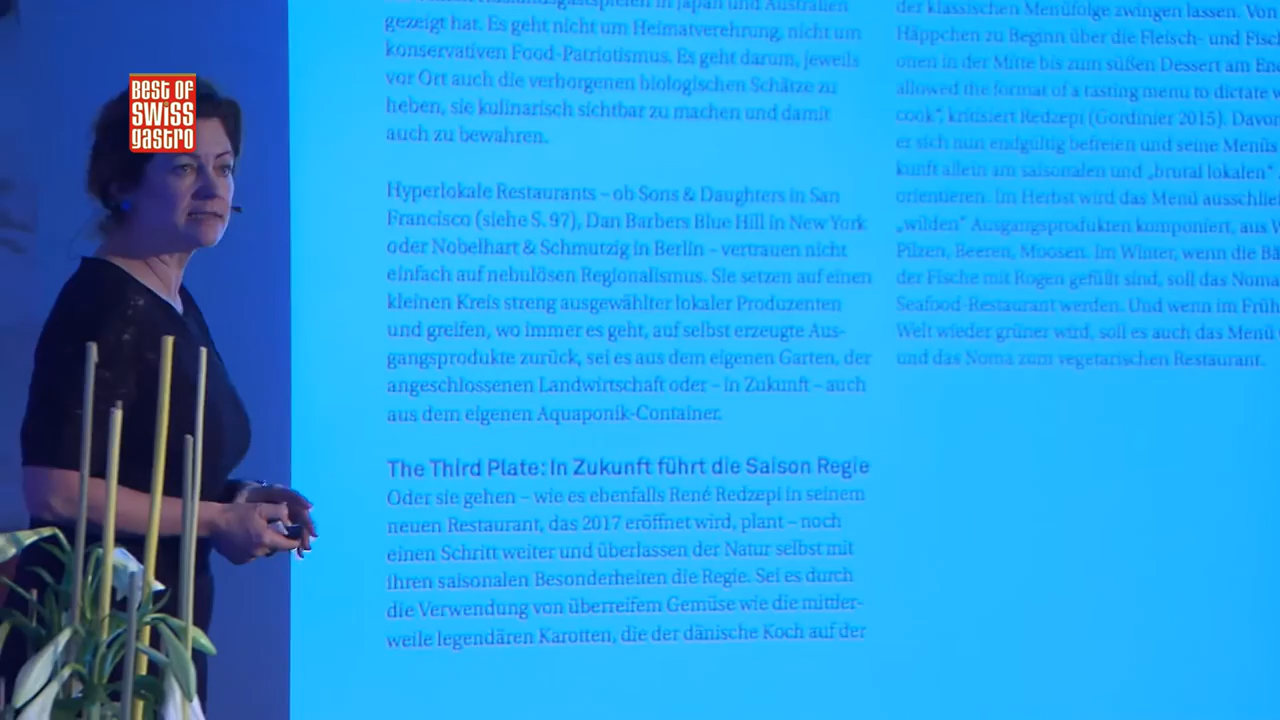 BEST OF
SWiSS
gastro
gezeigt hat. Es geht nicht um Heimatverehrung, nicht um
konservativen Food-Patriotismus. Es geht darum, jeweils
vor Ort auch die verborgenen biologischen Schätze zu
heben, sie kulinarisch sichtbar zu machen und damit
auch zu bewahren.
Hyperlokale Restaurants – ob Sons & Daughters in San
Francisco (siehe S. 97), Dan Barbers Blue Hill in New York
oder Nobelhart & Schmutzig in Berlin – vertrauen nicht
einfach auf nebulösen Regionalismus. Sie setzen auf einen
kleinen Kreis streng ausgewählter lokaler Produzenten
und greifen, wo immer es geht, auf selbst erzeugte Aus-
gangsprodukte zurück, sei es aus dem eigenen Garten, der
angeschlossenen Landwirtschaft oder – in Zukunft – auch
aus dem eigenen Aquaponik-Container.
The Third Plate: In Zukunft führt die Saison Regie
Oder sie gehen – wie es ebenfalls René Redzepi in seinem
neuen Restaurant, das 2017 eröffnet wird, plant – noch
einen Schritt weiter und überlassen der Natur selbst mit
ihren saisonalen Besonderheiten die Regie. Sei es durch
die Verwendung von überreifem Gemüse wie die mittler-
weile legendären Karotten, die der dänische Koch auf der
der klassischen Menüfolge zwingen lassen. Von
Häppchen zu Beginn über die Fleisch- und
in der Mitte bis zum süßen Dessert am
allowed the format of a tasting menu to dictate
cook", kritisiert Redzepi (Gordinier 2015).
er sich nun endgültig befreien und seine Menüs
kunft allein am saisonalen und „brutal lokalen"
orientieren. Im Herbst wird das Menü
„wilden" Ausgangsprodukten komponiert, aus
Pilzen, Beeren, Moosen. Im Winter, wenn die
der Fische mit Rogen gefüllt sind, soll das Noma
Seafood-Restaurant werden. Und wenn im
Welt wieder grüner wird, soll es auch das Menü
und das Noma zum vegetarischen Restaurant.